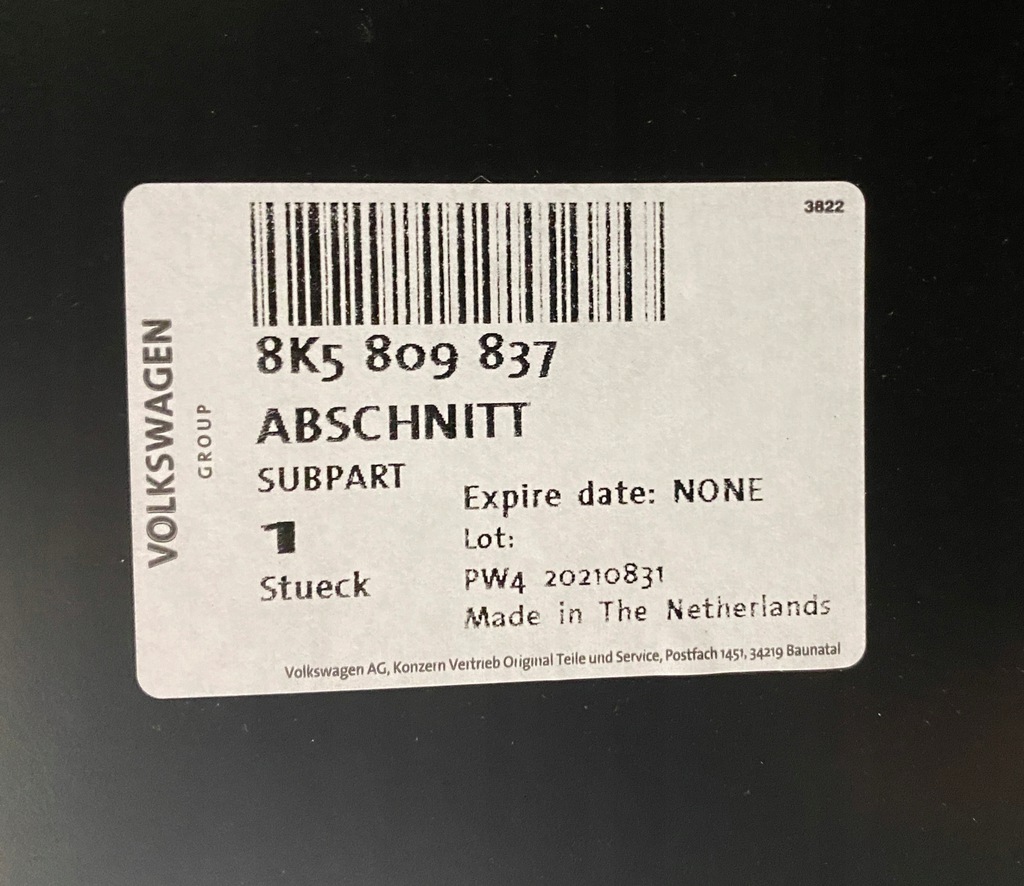 3822
VOLKSWAGEN
GROUP
8K5 809 837
ABSCHNITT
SUBPART
1
Stueck
Expire date: NONE
Lot:
PW4 20210831
Made in The Netherlands
Volkswagen AG, Konzern Vertrieb Original Teile und Service, Postfach 1451, 34219 Baunatal